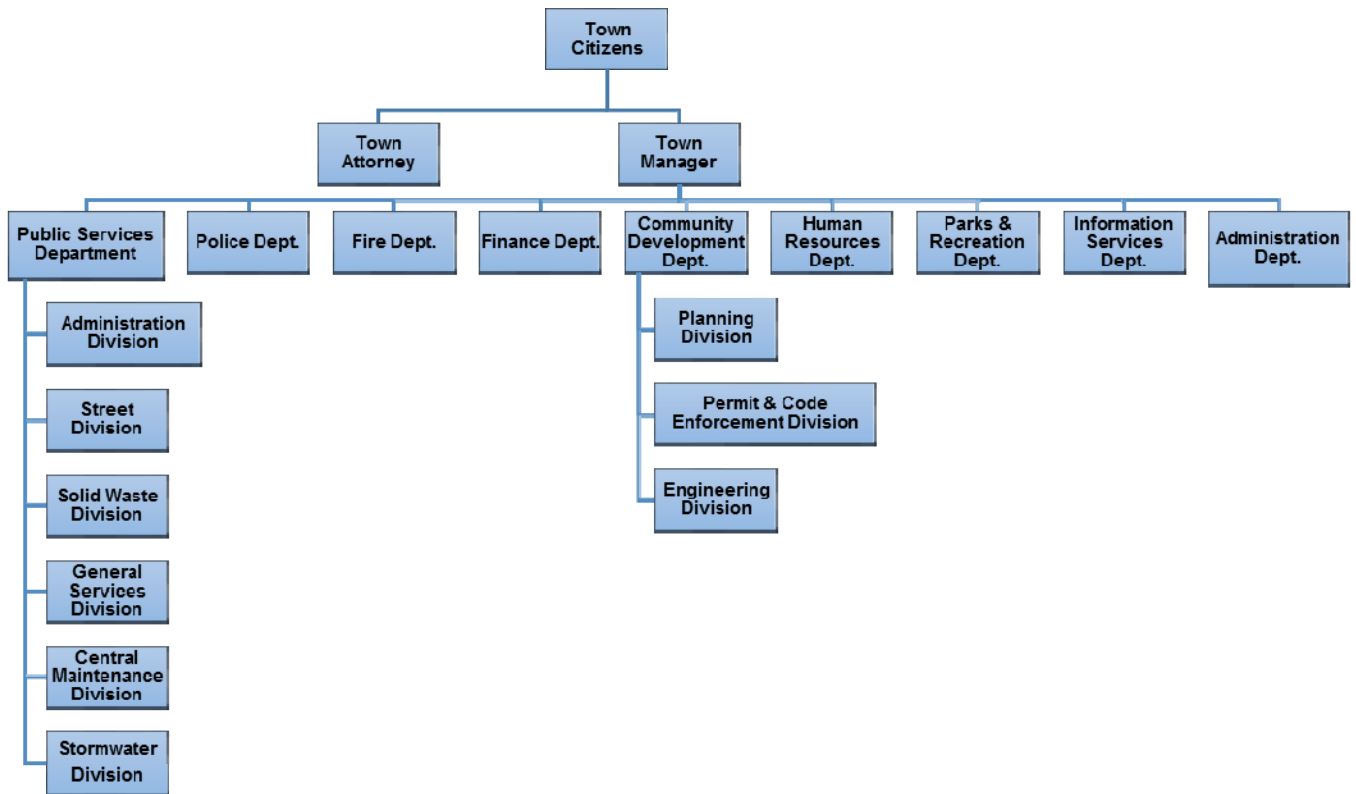 Town
Citizens
Town
Attorney
Town
Manager
Public Services
Department
Police Dept.
Fire Dept.
Finance Dept.
Community
Development
Dept.
Human
Resources
Dept.
Parks &
Recreation
Dept.
Information
Services
Dept.
Administration
Dept.
Administration
Division
Street
Division
Solid Waste
Division
General
Services
Division
Central
Maintenance
Division
Stormwater
Division
Planning
Division
Permit & Code
Enforcement Division
Engineering
Division